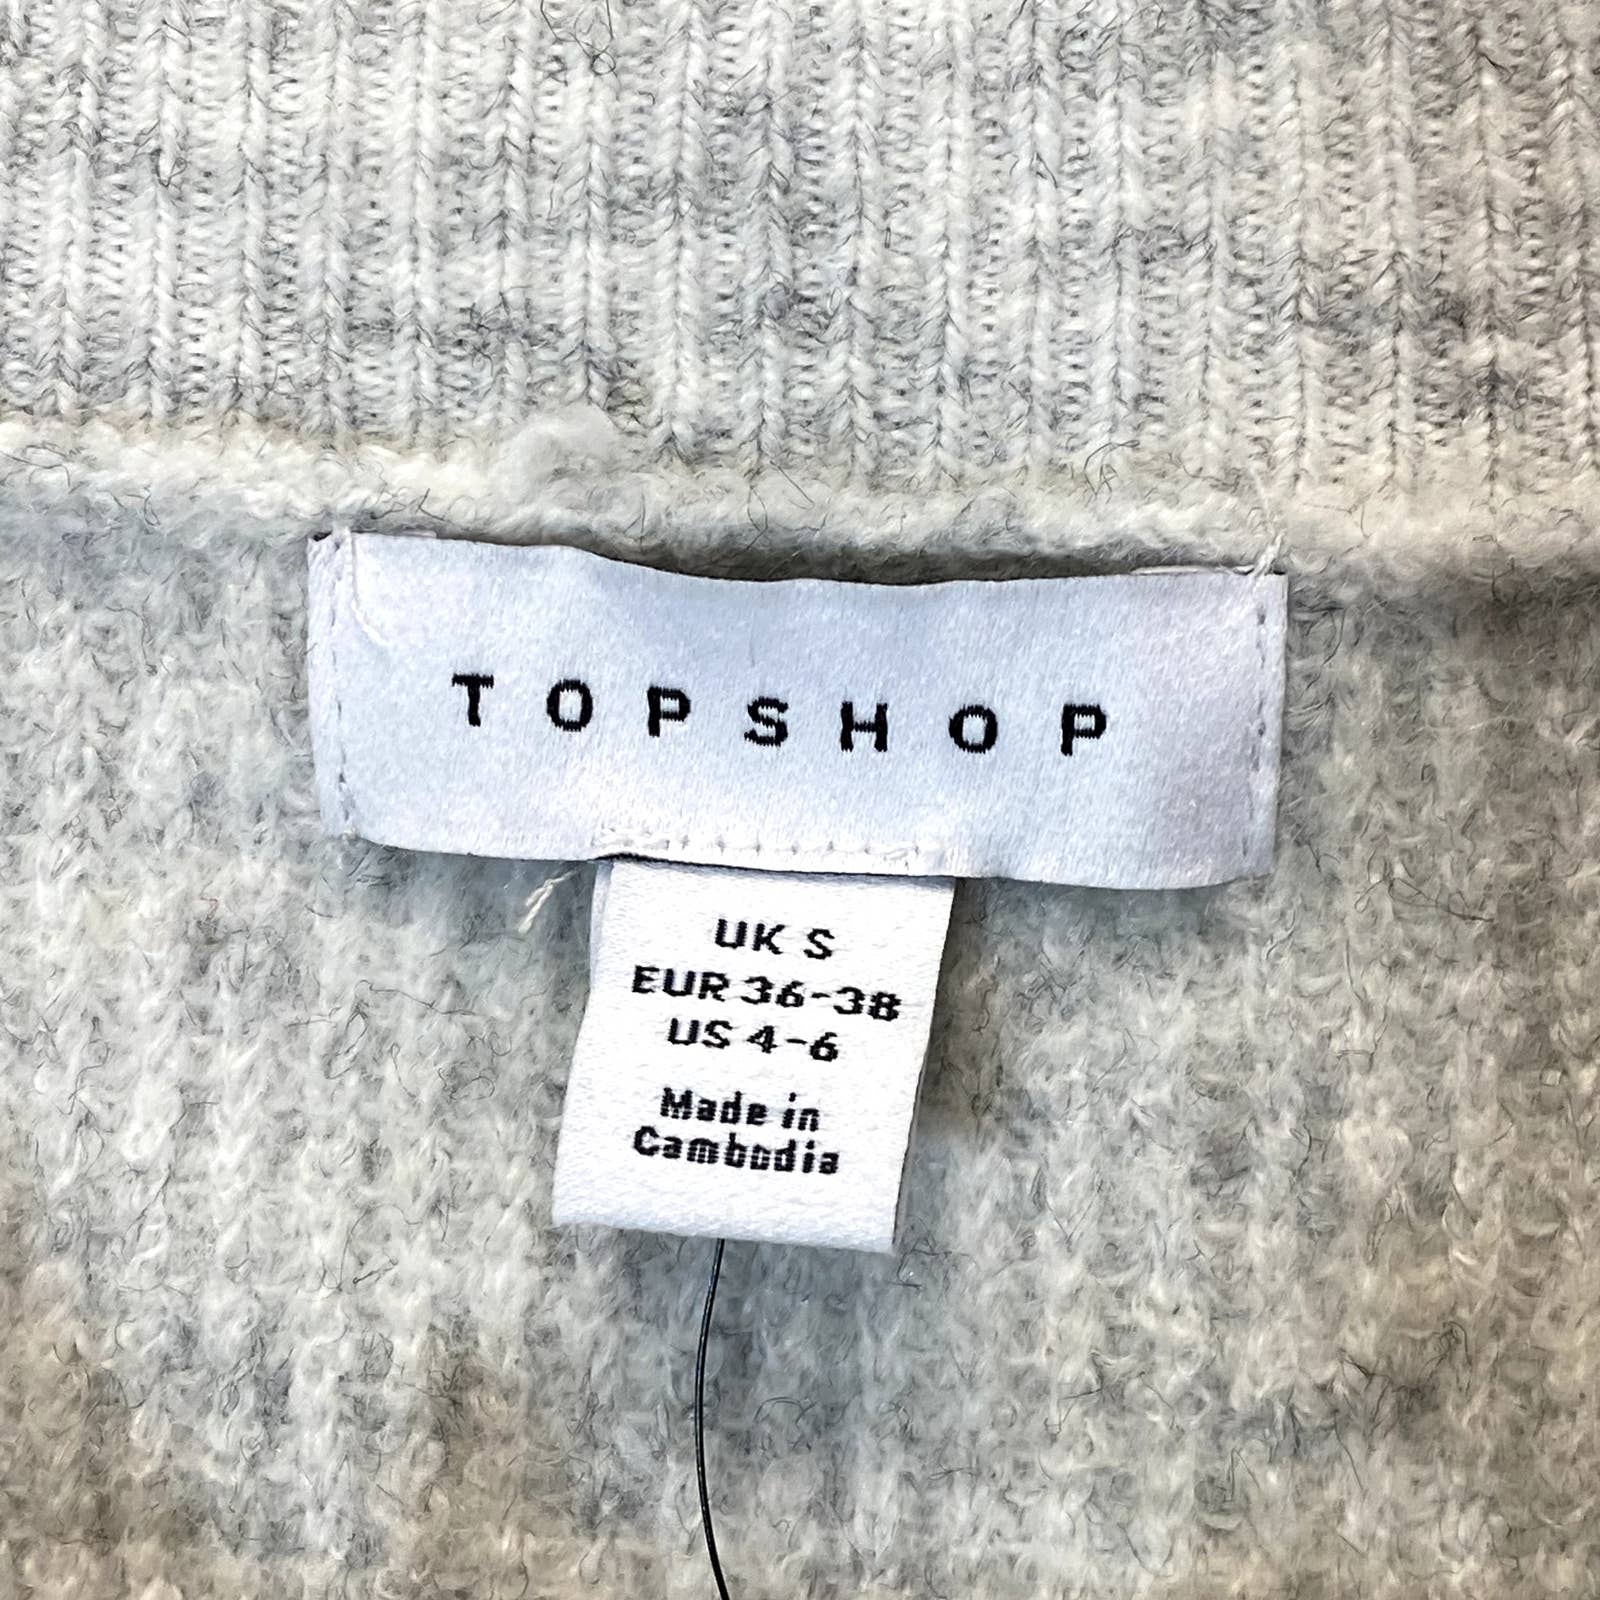 TOPSHOP
UK S
EUR 36-38
US 4-6
Made in
Cambodia